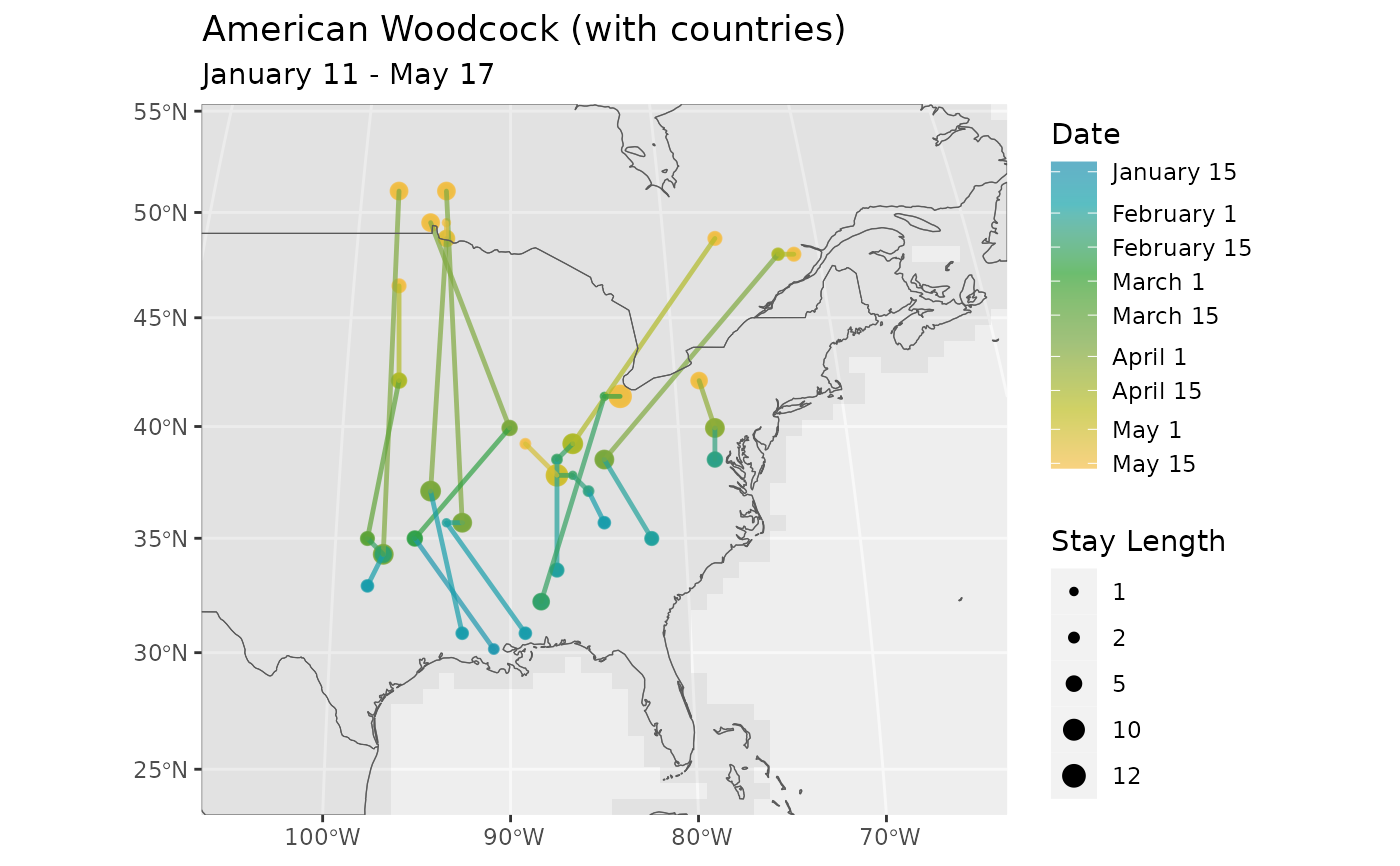 American Woodcock (with countries)
January 11 - May 17
55°N
50°N
45°N
40°N
35°N
30°N
25°N
100°W
90°W
80°W
70°W
Date
January 15
February 1
February 15
March 1
March 15
April 1
April 15
May 1
May 15
Stay Length
1
2
5
10
12